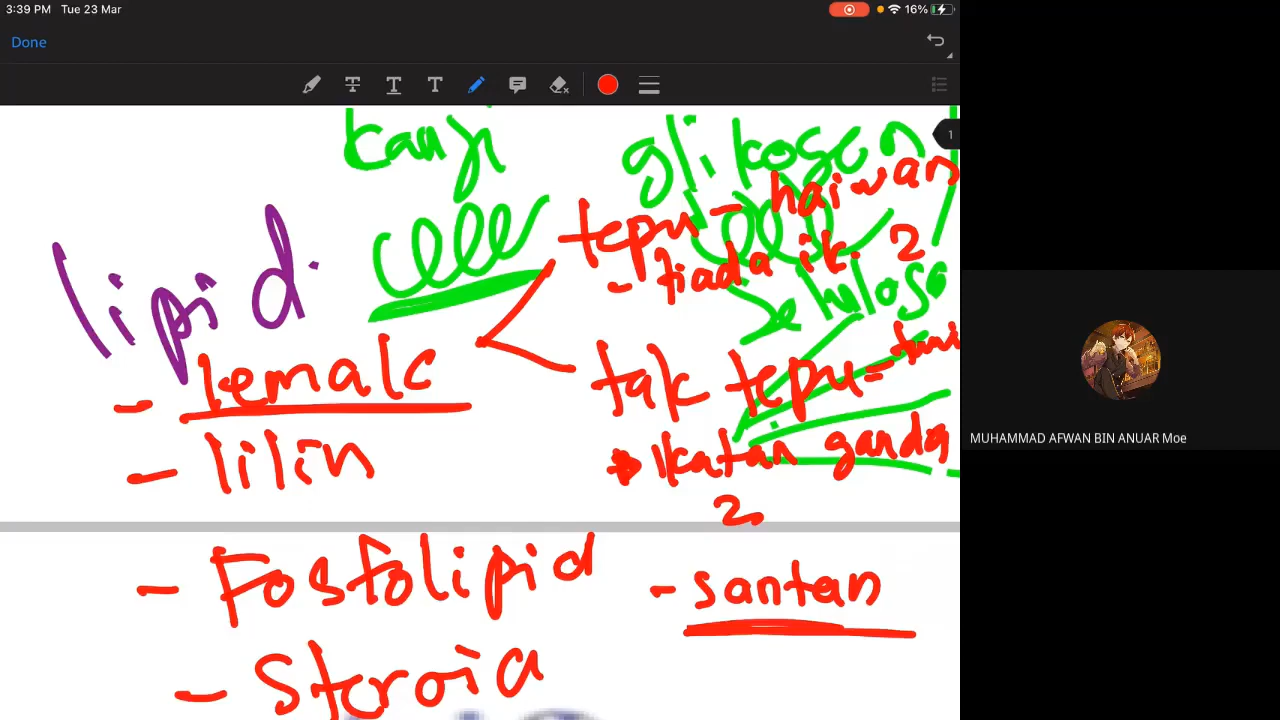 3:39 PM Tue 23 Mar
16%
Done
T T
1
kanji
glikogen
tepu - haiwan
- tiada ik. 2
selulosa
lipid
- lemak
tak tepu -
- lilin
* Ikatan ganda
2
- Fosfolipid
- santan
- Steroid
MUHAMMAD AFWAN BIN ANUAR Moe